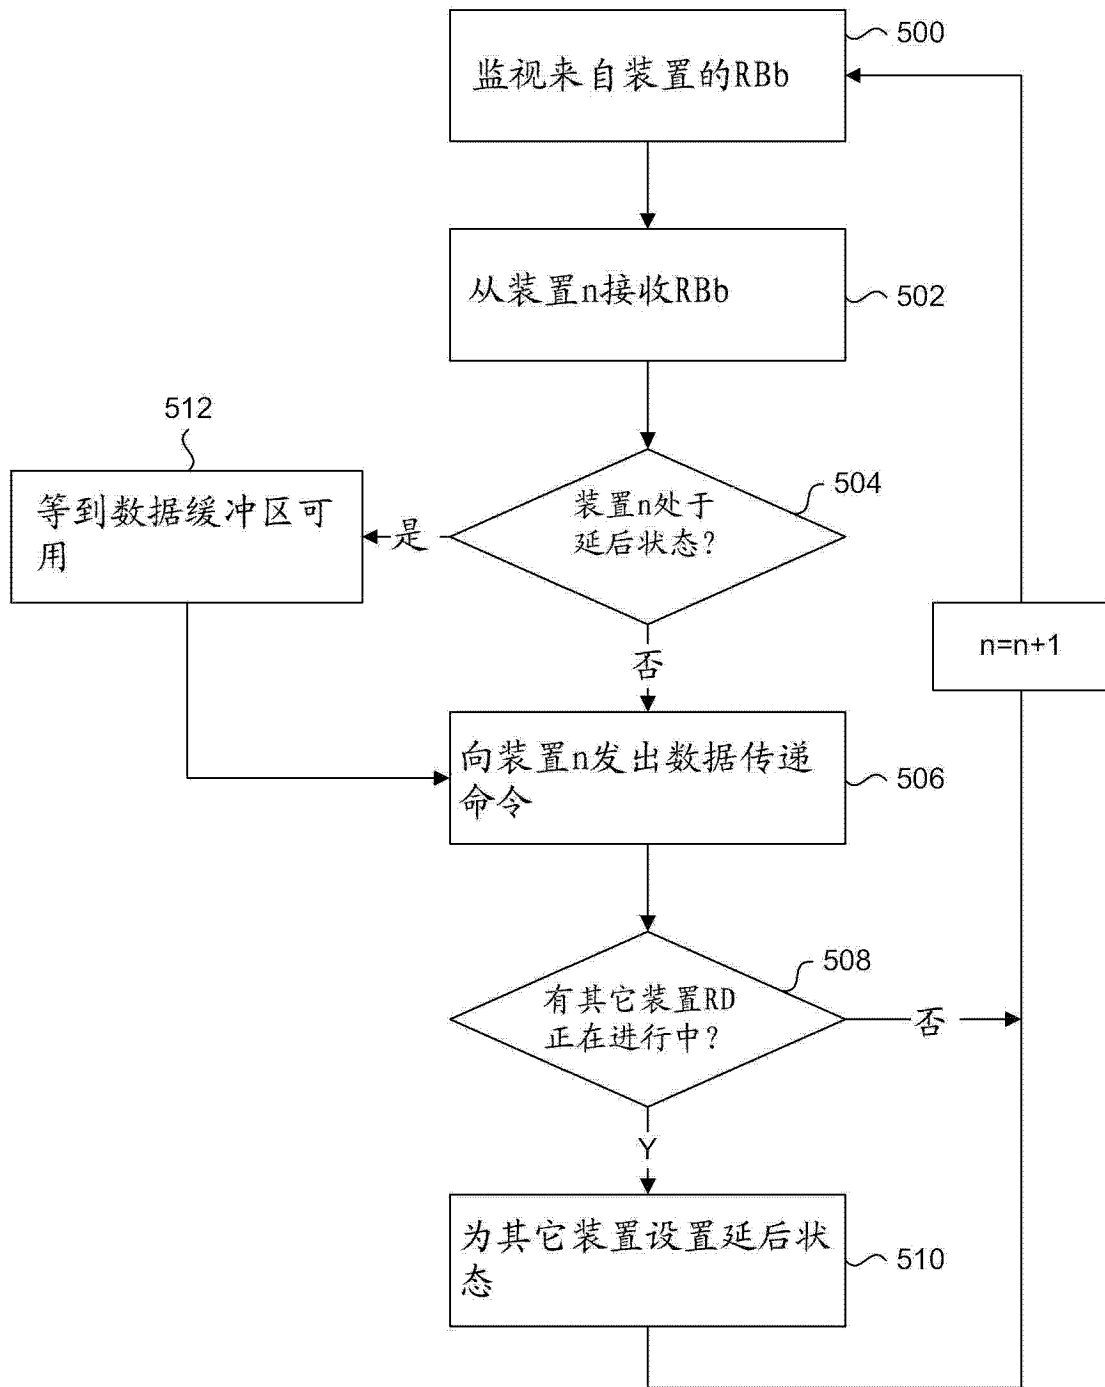 500
监视来自装置的RBb
从装置n接收RBb
502
512
等到数据缓冲区可
用
是
装置n处于
延后状态?
504
否
n=n+1
向装置n发出数据传递
命令
506
有其它装置RD
正在进行中?
508
否
Y
为其它装置设置延后状
态
510